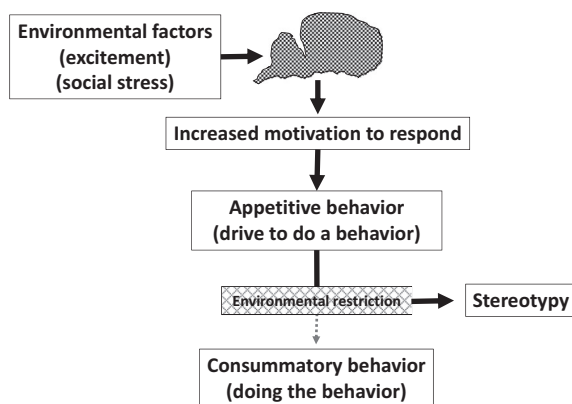 Environmental factors
(excitement)
(social stress)
Increased motivation to respond
Appetitive behavior
(drive to do a behavior)
Environmental restriction
Stereotypy
Consummatory behavior
(doing the behavior)